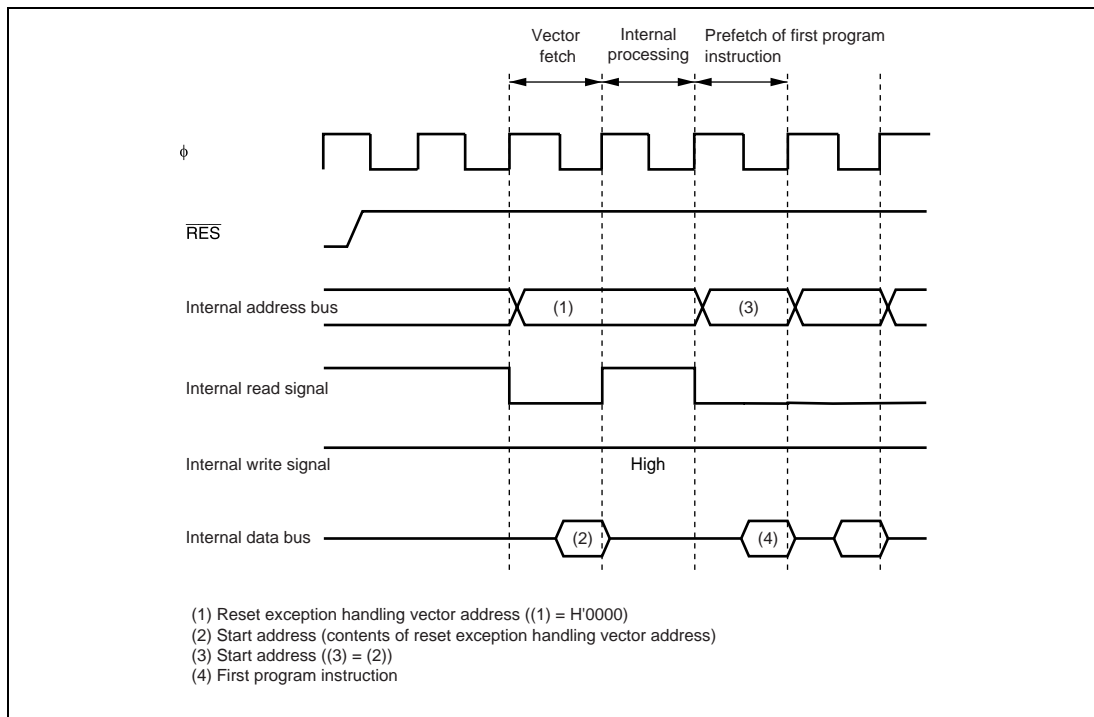 Vector
fetch
Internal
processing
Prefetch of first program
instruction
ϕ
RES
Internal address bus
(1)
(3)
Internal read signal
Internal write signal
High
Internal data bus
(2)
(4)
(1) Reset exception handling vector address ((1) = H'0000)
(2) Start address (contents of reset exception handling vector address)
(3) Start address ((3) = (2))
(4) First program instruction